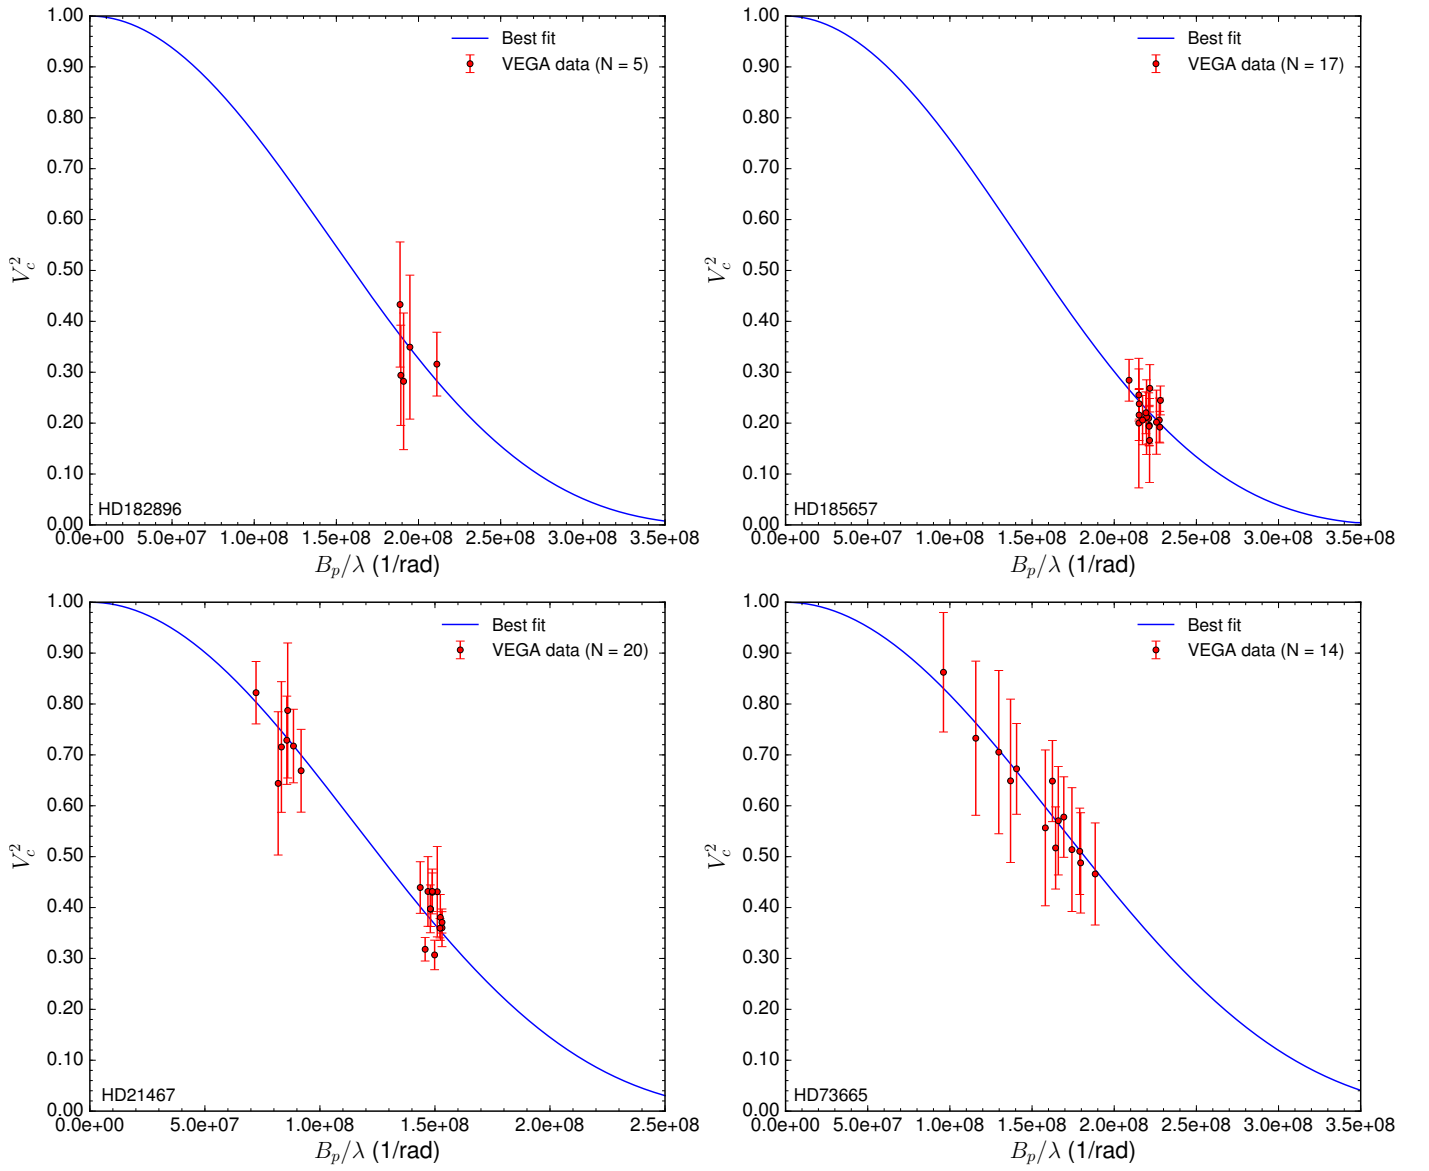 1.00
0.90
0.80
0.70
0.60
0.50
0.40
0.30
0.20
0.10
0.00
V_c^2
Best fit
VEGA data (N = 5)
HD182896
0.0e+00 5.0e+07 1.0e+08 1.5e+08 2.0e+08 2.5e+08 3.0e+08 3.5e+08
B_p/λ (1/rad)
1.00
0.90
0.80
0.70
0.60
0.50
0.40
0.30
0.20
0.10
0.00
V_c^2
Best fit
VEGA data (N = 17)
HD185657
0.0e+00 5.0e+07 1.0e+08 1.5e+08 2.0e+08 2.5e+08 3.0e+08 3.5e+08
B_p/λ (1/rad)
1.00
0.90
0.80
0.70
0.60
0.50
0.40
0.30
0.20
0.10
0.00
V_c^2
Best fit
VEGA data (N = 20)
HD21467
0.0e+00 5.0e+07 1.0e+08 1.5e+08 2.0e+08 2.5e+08
B_p/λ (1/rad)
1.00
0.90
0.80
0.70
0.60
0.50
0.40
0.30
0.20
0.10
0.00
V_c^2
Best fit
VEGA data (N = 14)
HD73665
0.0e+00 5.0e+07 1.0e+08 1.5e+08 2.0e+08 2.5e+08 3.0e+08 3.5e+08
B_p/λ (1/rad)